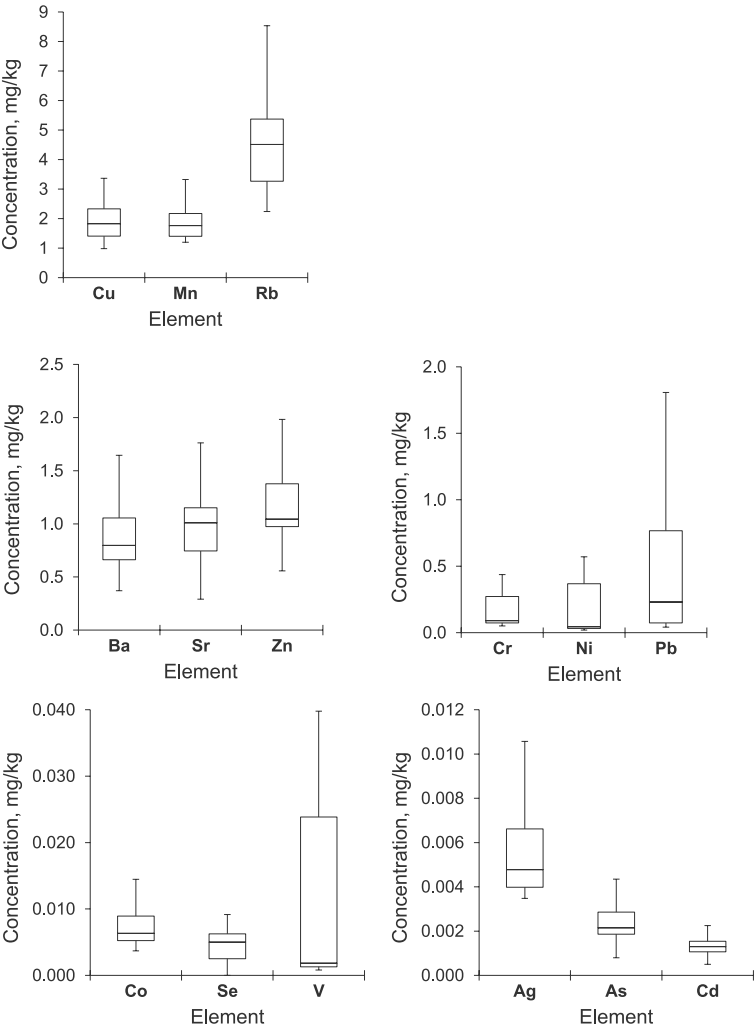 Concentration, mg/kg
9
8
7
6
5
4
3
2
1
0
Cu Mn Rb
Element
Concentration, mg/kg
2.5
2.0
1.5
1.0
0.5
0.0
Ba Sr Zn
Element
Concentration, mg/kg
2.0
1.5
1.0
0.5
0.0
Cr Ni Pb
Element
Concentration, mg/kg
0.040
0.030
0.020
0.010
0.000
Co Se V
Element
Concentration, mg/kg
0.012
0.010
0.008
0.006
0.004
0.002
0.000
Ag As Cd
Element